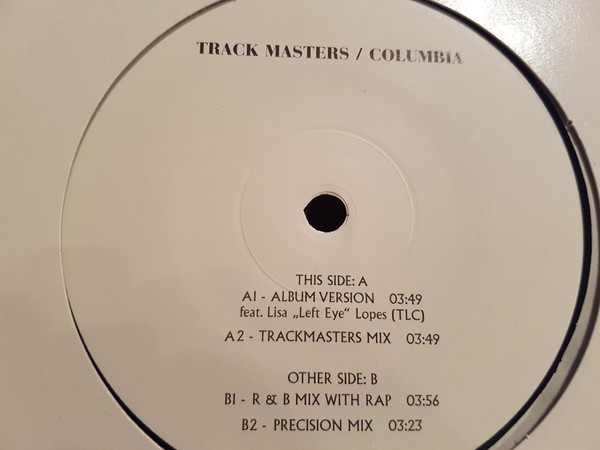 TRACK MASTERS / COLUMBIA
THIS SIDE: A
A1 - ALBUM VERSION 03:49
feat. Lisa „Left Eye“ Lopes (TLC)
A2 - TRACKMASTERS MIX 03:49
OTHER SIDE: B
B1 - R & B MIX WITH RAP 03:56
B2 - PRECISION MIX 03:23